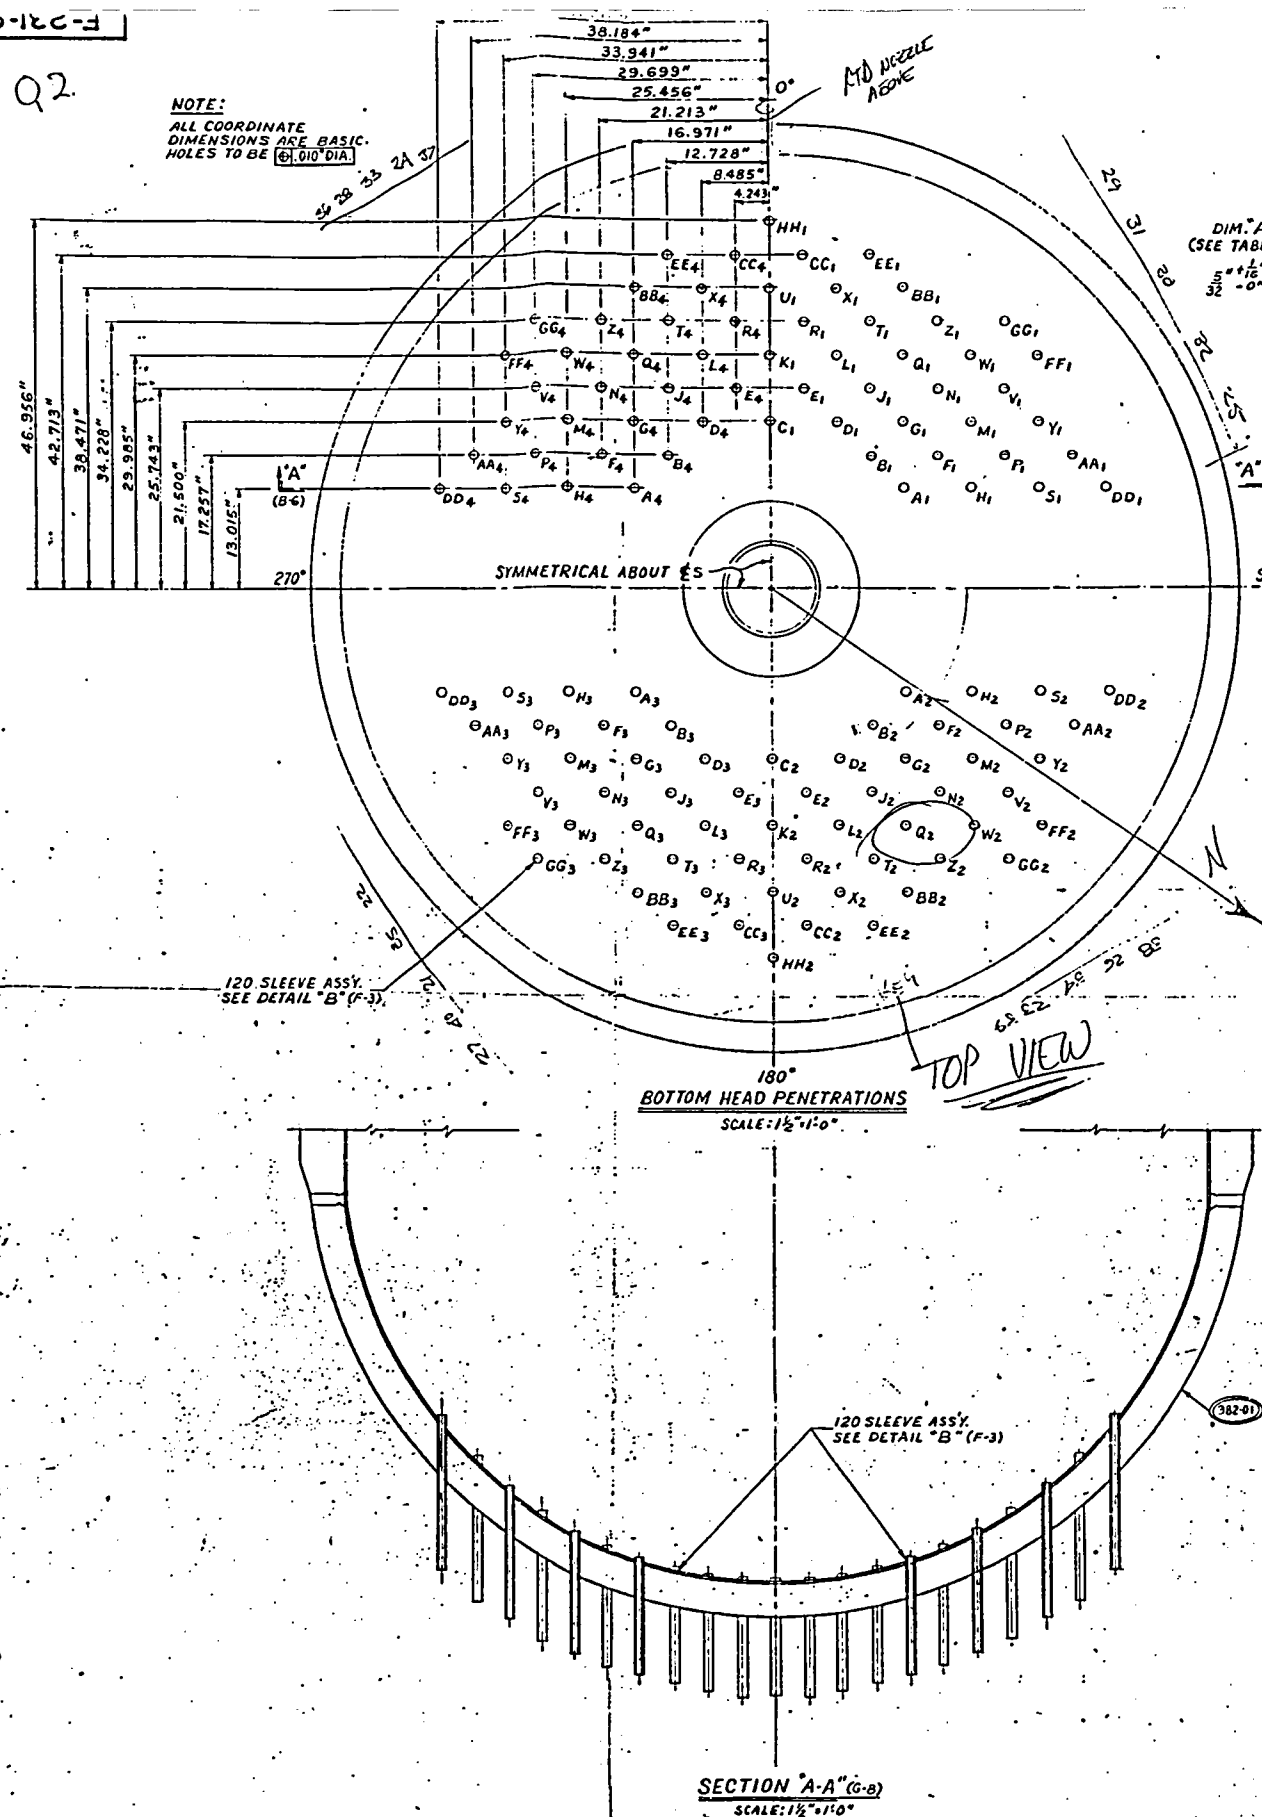 Q2.
NOTE:
ALL COORDINATE
DIMENSIONS ARE BASIC.
HOLES TO BE ⌖ .010" DIA.
38.184"
33.941"
29.699"
25.456"
21.213"
16.971"
12.728"
8.485"
4.243"
0°
RTD NOZZLE
ABOVE
36 28 33 2A 37
29 31
DIM. "A
(SEE TAB
46.956"
42.713"
38.471"
34.228"
29.985"
25.743"
21.500"
17.257"
13.015"
HH1
EE4 CC4 CC1 EE1
BB4 X4 U1 X1 BB1
GG4 Z4 T4 R4 R1 T1 Z1 GG1
FF4 W4 Q4 L4 K1 L1 Q1 W1 FF1
V4 N4 J4 E4 E1 J1 N1 V1
Y4 M4 G4 D4 C1 D1 G1 M1 Y1
AA4 P4 F4 B4 B1 F1 P1 AA1
DD4 S4 H4 A4 A1 H1 S1 DD1
"A"
(B-6)
"A"
270°
SYMMETRICAL ABOUT ℄S
DD3 S3 H3 A3 A2 H2 S2 DD2
AA3 P3 F3 B3 B2 F2 P2 AA2
Y3 M3 G3 D3 C2 D2 G2 M2 Y2
V3 N3 J3 E3 E2 J2 N2 V2
FF3 W3 Q3 L3 K2 L2 Q2 W2 FF2
GG3 Z3 T3 R3 R2 T2 Z2 GG2
BB3 X3 U2 X2 BB2
EE3 CC3 CC2 EE2
HH2
N
120 SLEEVE ASS'Y.
SEE DETAIL "B" (F-3)
TOP VIEW
180°
BOTTOM HEAD PENETRATIONS
SCALE: 1½"=1'-0"
382-01
120 SLEEVE ASS'Y.
SEE DETAIL "B" (F-3)
SECTION "A-A" (G-8)
SCALE: 1½"=1'-0"